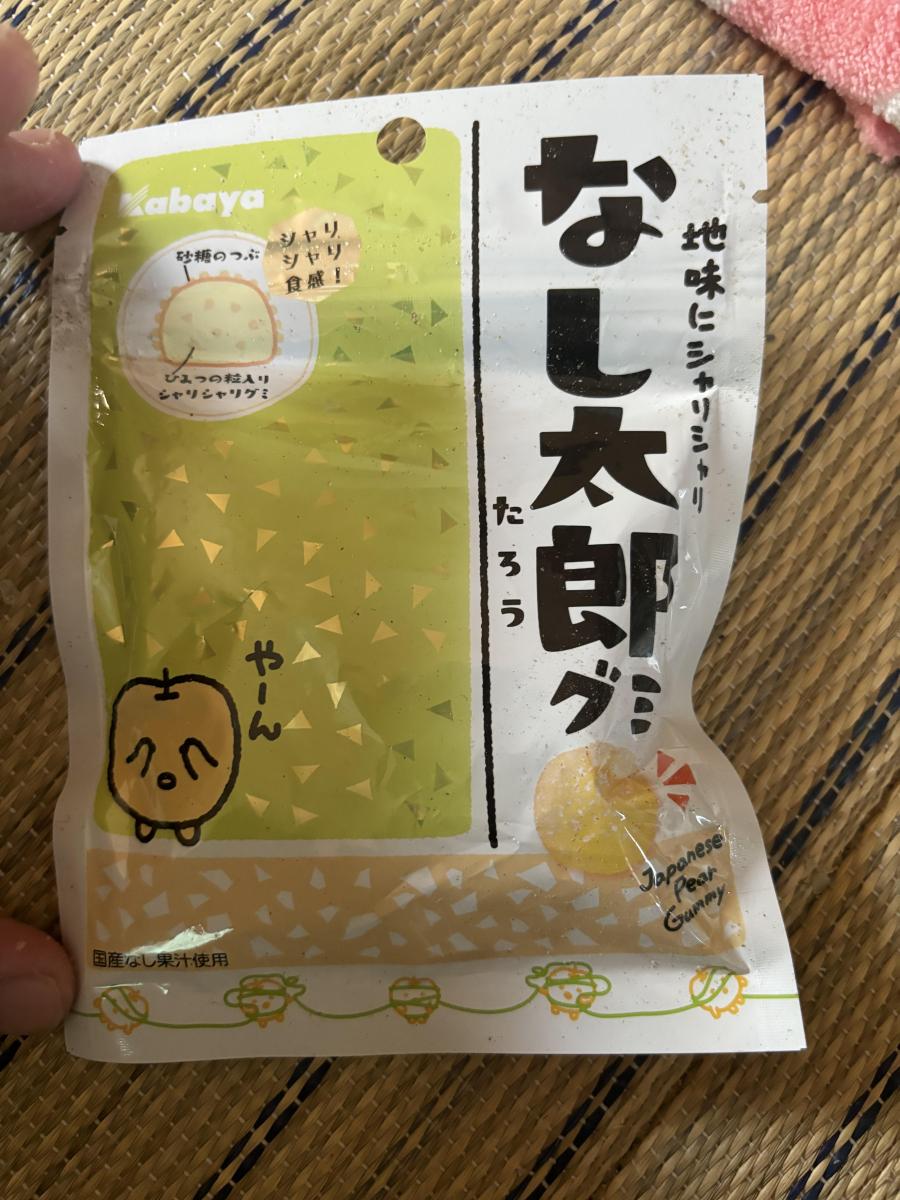 Kabaya
砂糖のつぶ
シャリ
シャリ
食感!
ひみつの粒入り
シャリシャリグミ
地味にシャリシャリ
なし太郎グミ
たろう
やーん
Japanese
Pear
Gummy
国産なし果汁使用